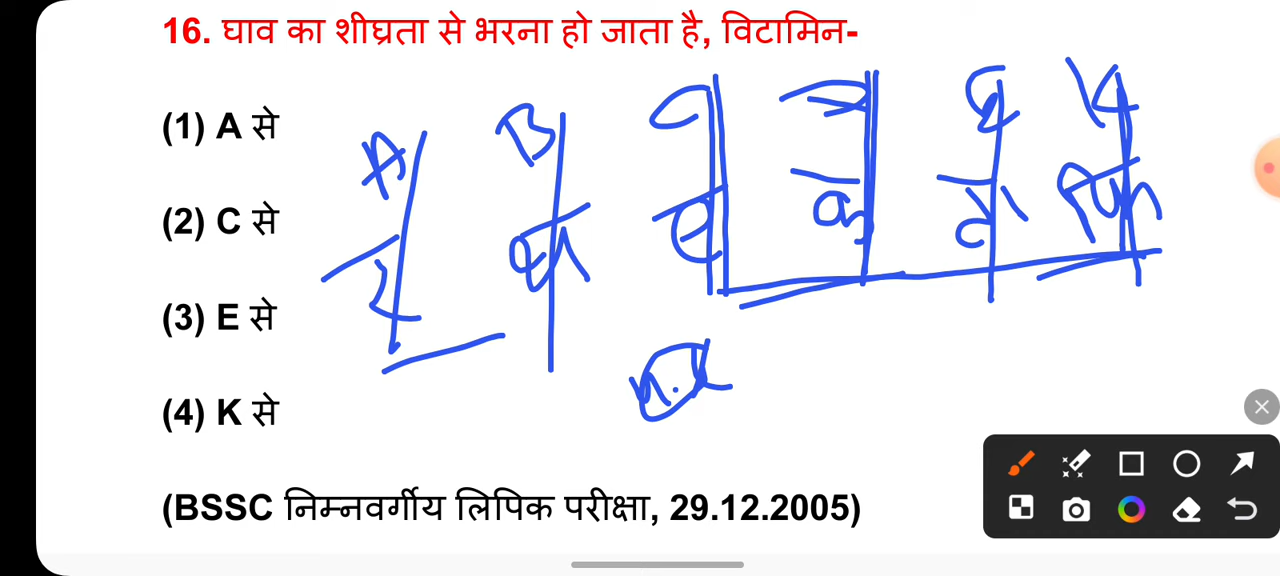 16. घाव का शीघ्रता से भरना हो जाता है, विटामिन-
(1) A से
(2) C से
(3) E से
(4) K से
A B C
(BSSC निम्नवर्गीय लिपिक परीक्षा, 29.12.2005)